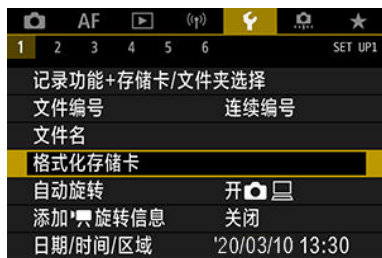 AF
1 2 3 4 5 6 SET UP1
记录功能+存储卡/文件夹选择
文件编号 连续编号
文件名
格式化存储卡
自动旋转 开
添加旋转信息 关闭
日期/时间/区域 '20/03/10 13:30